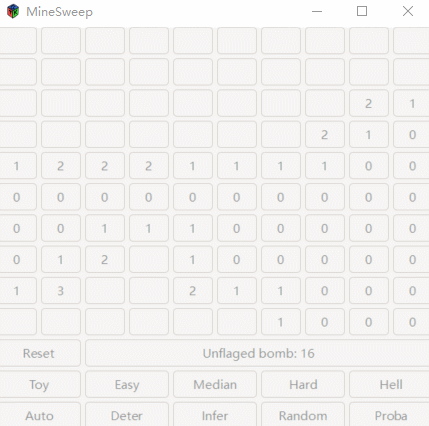 MineSweep
2 1
2 1 0
1 2 2 2 1 1 1 1 0 0
0 0 0 0 0 0 0 0 0 0
0 0 1 1 1 0 0 0 0 0
0 1 2 1 0 0 0 0 0
1 3 2 1 1 0 0 0
1 0 0 0
Reset Unflaged bomb: 16
Toy Easy Median Hard Hell
Auto Deter Infer Random Proba